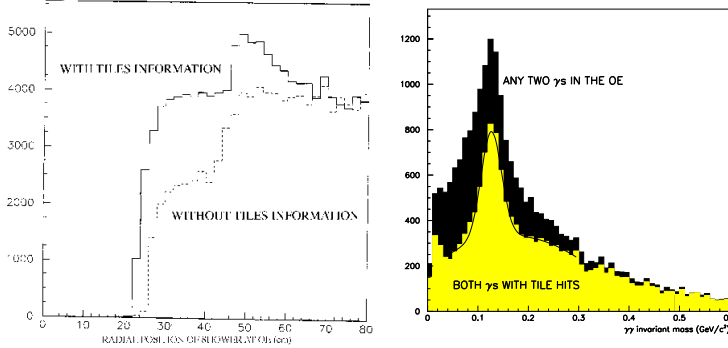 5000
WITH TILES INFORMATION
4000
3000
WITHOUT TILES INFORMATION
2000
1000
0
0 10 20 30 40 50 60 70 80
RADIAL POSITION OF SHOWER AT OE (cm)
1200
ANY TWO γs IN THE OE
1000
800
600
400
200
BOTH γs WITH TILE HITS
0
0 0.1 0.2 0.3 0.4 0.5
γγ invariant mass (GeV/c